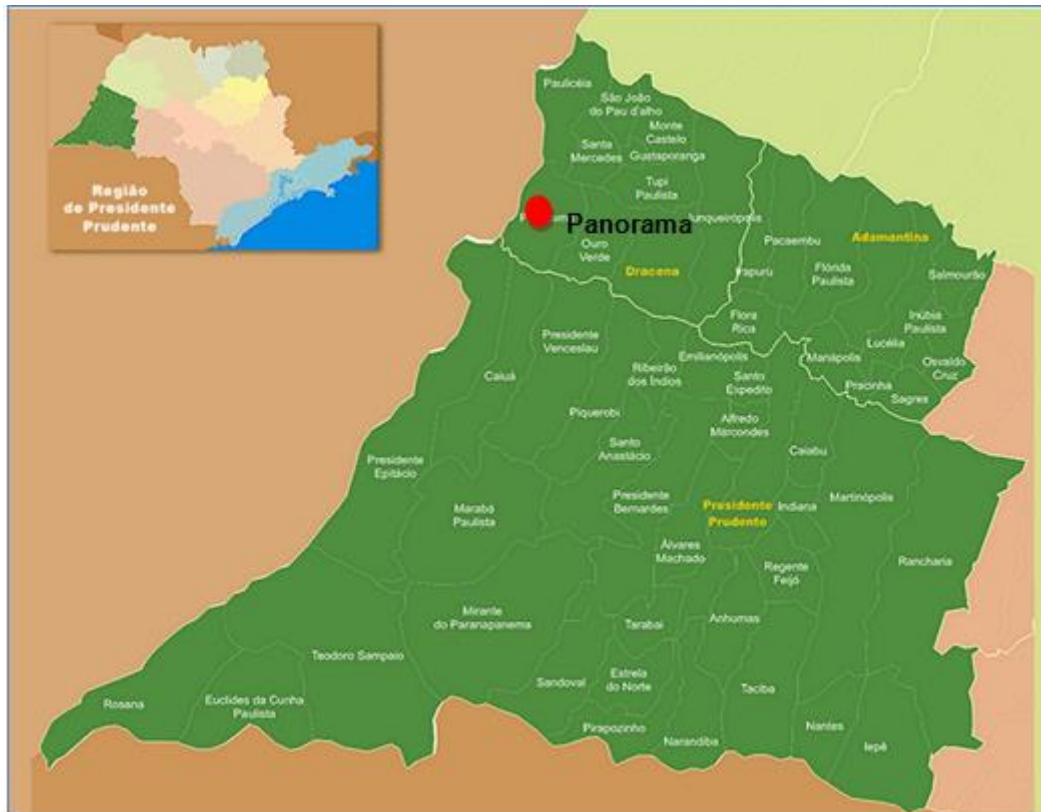 Região
de Presidente
Prudente
Paulicéia
São João
do Pau d'alho
Monte
Castelo
Santa
Mercedes
Guataporanga
Tupi
Paulista
Panorama
Junqueirópolis
Ouro
Verde
Dracena
Pacaembu
Adamantina
Irapuru
Flórida
Paulista
Salmourão
Flora
Rica
Inúbia
Paulista
Lucélia
Mariápolis
Osvaldo
Cruz
Pracinha
Sagres
Presidente
Venceslau
Emilianópolis
Caiuá
Ribeirão
dos Índios
Santo
Expedito
Piquerobi
Alfredo
Marcondes
Santo
Anastácio
Caiabu
Presidente
Epitácio
Presidente
Bernardes
Martinópolis
Marabá
Paulista
Presidente
Prudente
Indiana
Álvares
Machado
Rancharia
Regente
Feijó
Mirante
do Paranapanema
Tarabai
Anhumas
Teodoro Sampaio
Sandoval
Estrela
do Norte
Taciba
Rosana
Euclides da Cunha
Paulista
Pirapozinho
Narandiba
Nantes
Iepê